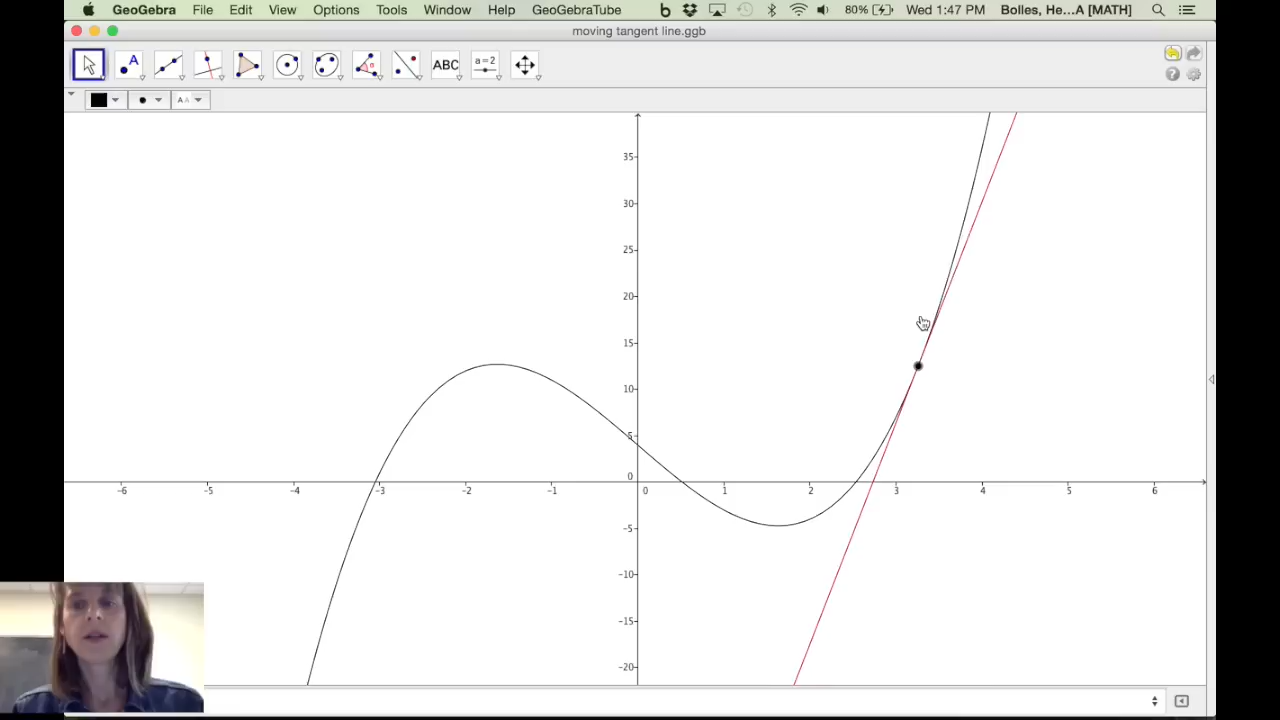 GeoGebra File Edit View Options Tools Window Help GeoGebraTube 80% Wed 1:47 PM Bolles, He...A [MATH]
moving tangent line.ggb
A α ABC a=2
A A ?
35
30
25
20
15
10
5
0
-6 -5 -4 -3 -2 -1 0 1 2 3 4 5 6
-5
-10
-15
-20